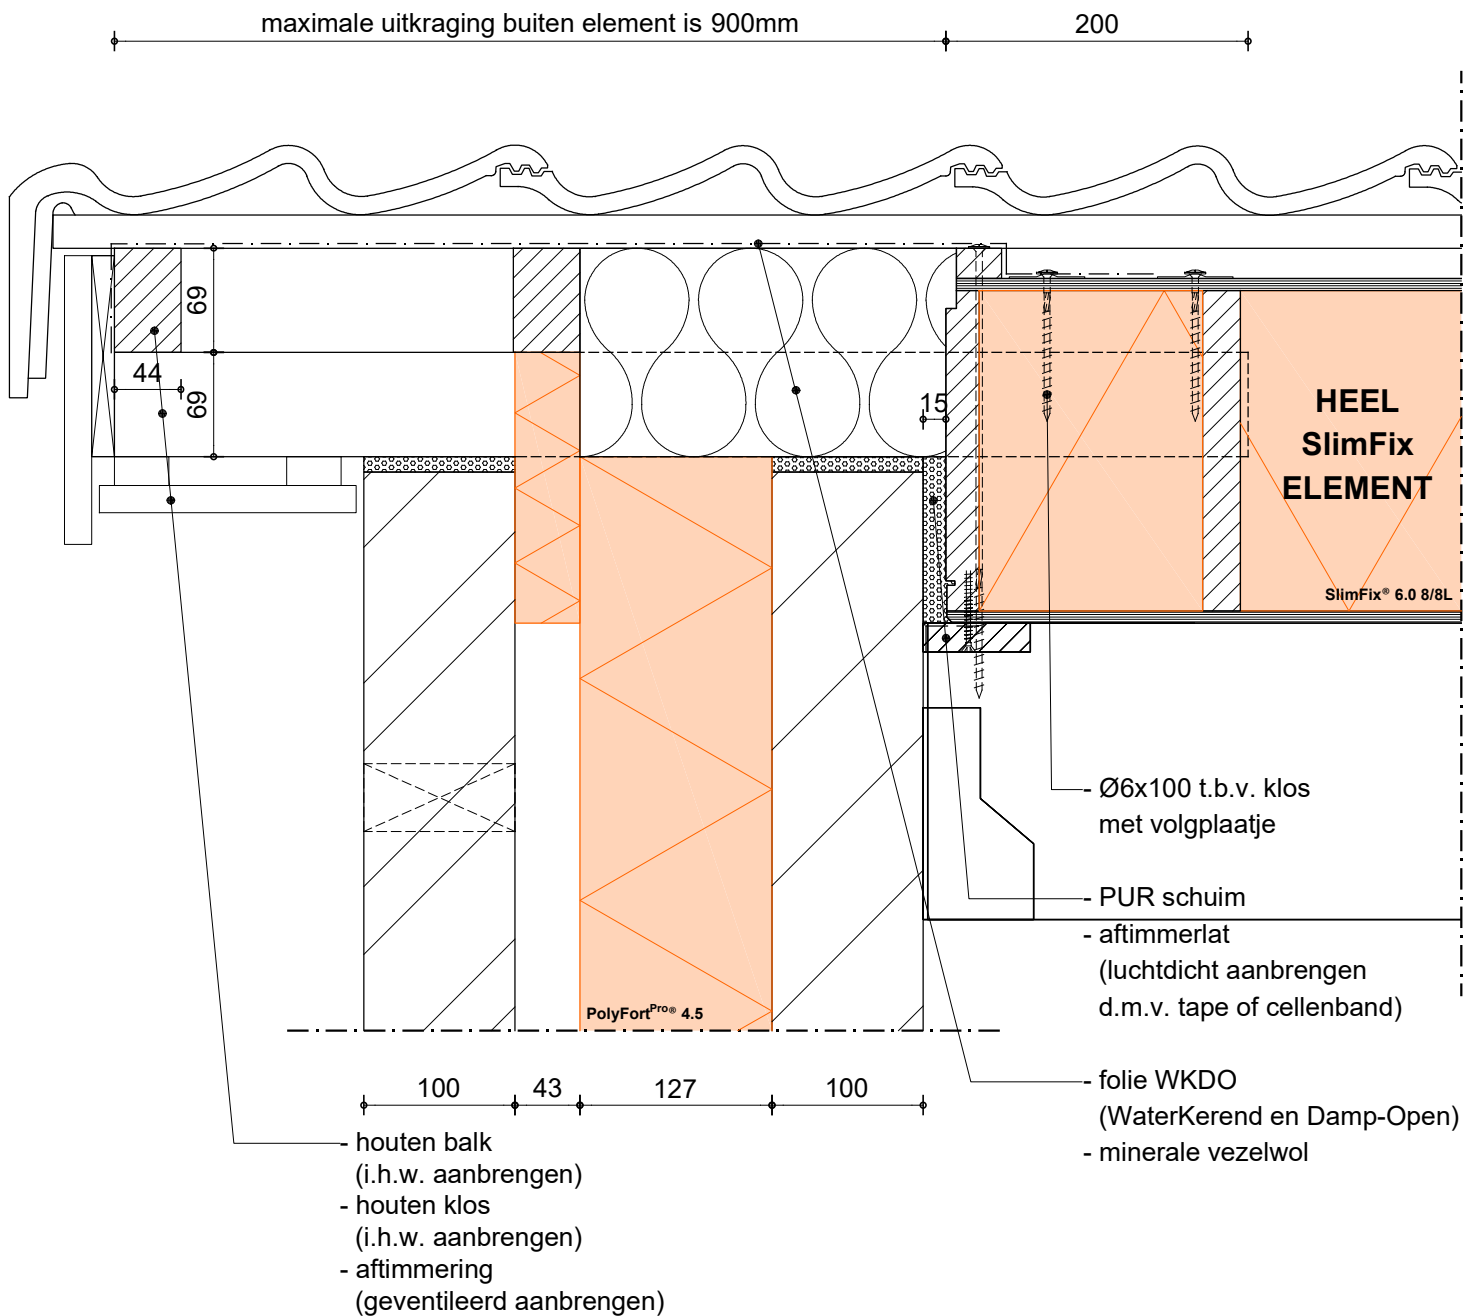 maximale uitkraging buiten element is 900mm
200
69
44
69
15
HEEL
SlimFix
ELEMENT
SlimFix® 6.0 8/8L
- Ø6x100 t.b.v. klos
met volgplaatje
- PUR schuim
- aftimmerlat
(luchtdicht aanbrengen
d.m.v. tape of cellenband)
PolyFortPro® 4.5
100
43
127
100
- folie WKDO
(WaterKerend en Damp-Open)
- minerale vezelwol
- houten balk
(i.h.w. aanbrengen)
- houten klos
(i.h.w. aanbrengen)
- aftimmering
(geventileerd aanbrengen)